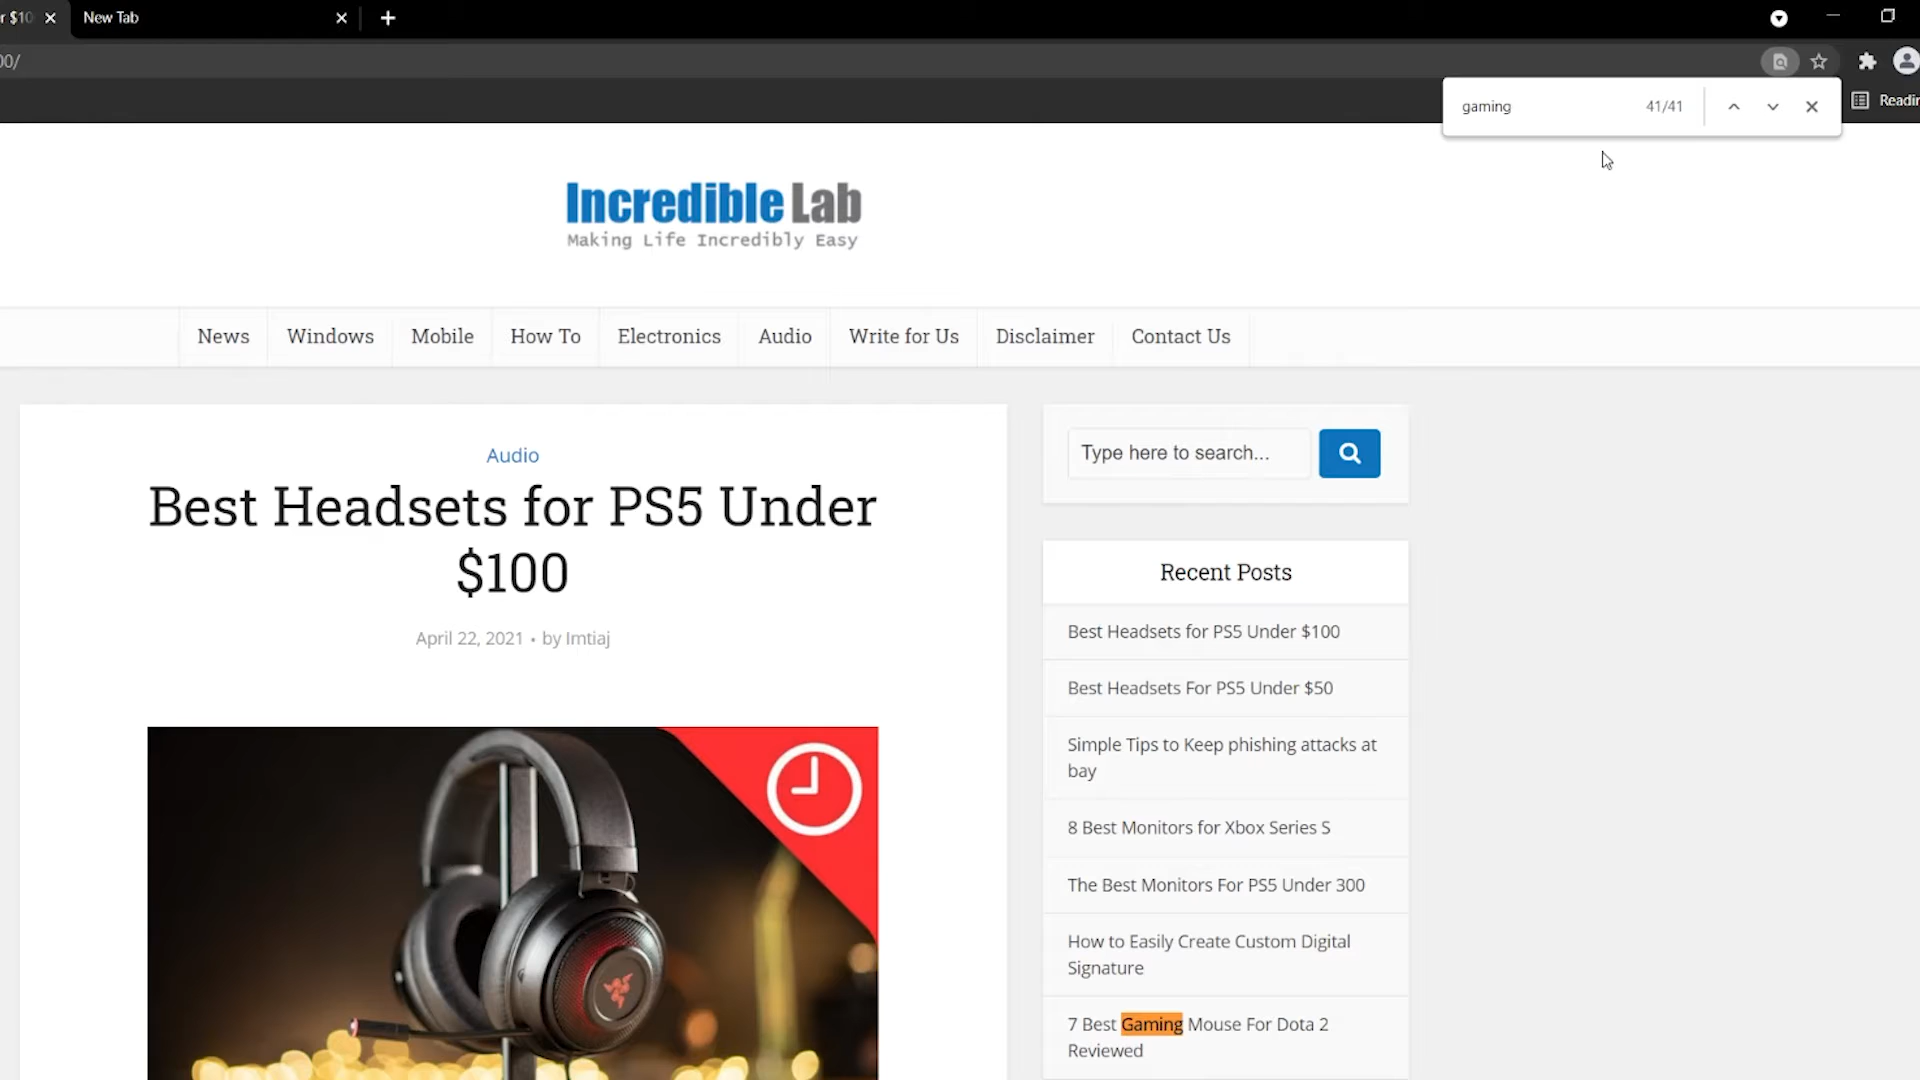 r $10
New Tab
00/
gaming
41/41
Readin
Incredible Lab
Making Life Incredibly Easy
News
Windows
Mobile
How To
Electronics
Audio
Write for Us
Disclaimer
Contact Us
Audio
Best Headsets for PS5 Under
$100
April 22, 2021 • by Imtiaj
Type here to search...
Recent Posts
Best Headsets for PS5 Under $100
Best Headsets For PS5 Under $50
Simple Tips to Keep phishing attacks at
bay
8 Best Monitors for Xbox Series S
The Best Monitors For PS5 Under 300
How to Easily Create Custom Digital
Signature
7 Best Gaming Mouse For Dota 2
Reviewed